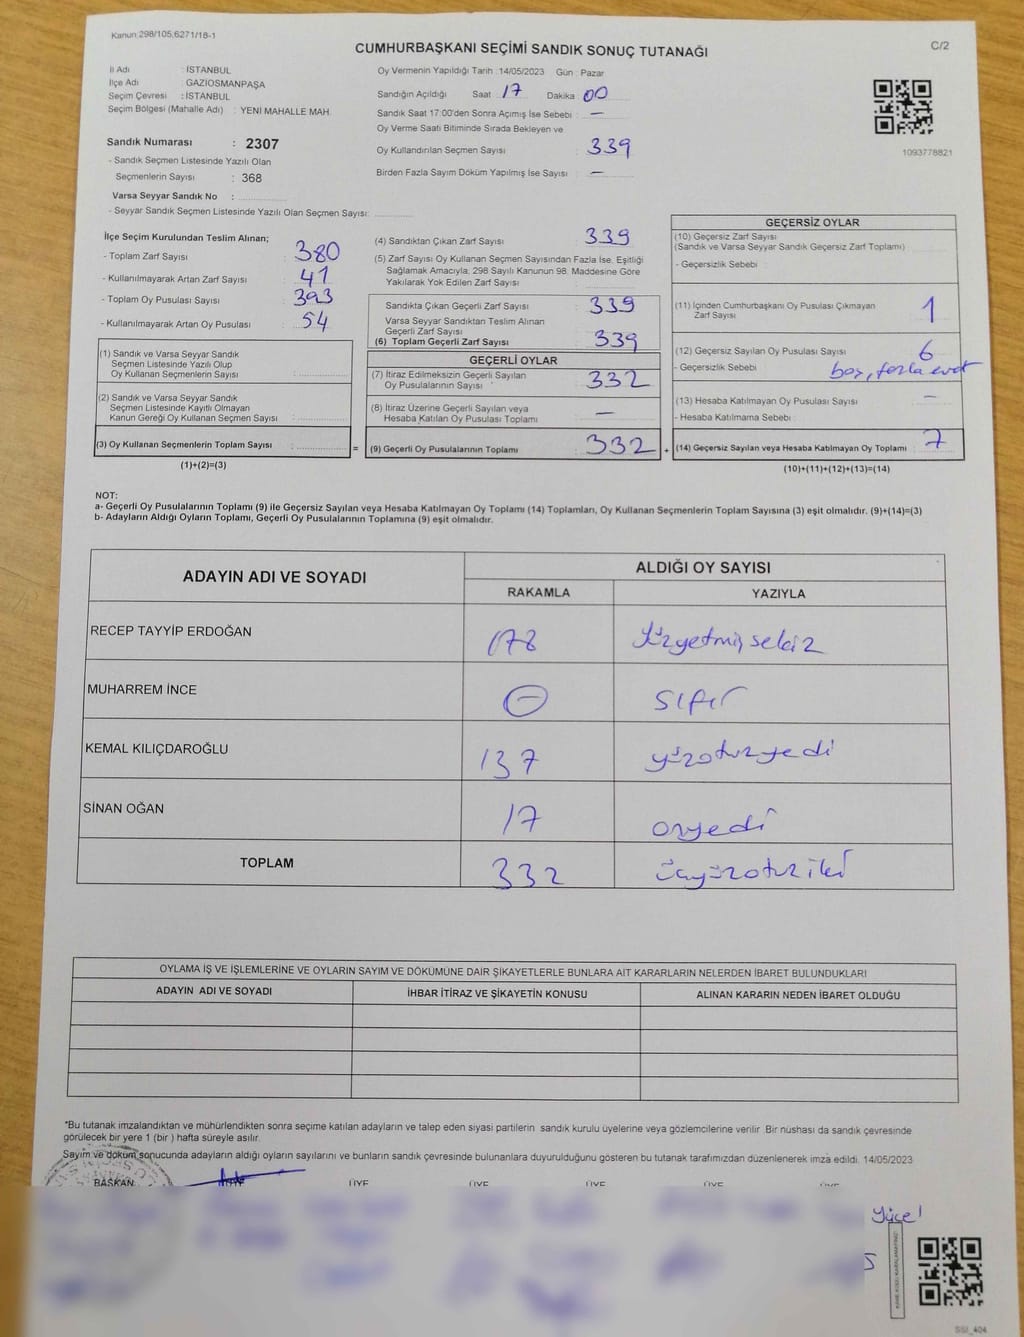 Kanun:298/105,6271/18-1
CUMHURBAŞKANI SEÇİMİ SANDIK SONUÇ TUTANAĞI
C/2
İl Adı : İSTANBUL
İlçe Adı : GAZİOSMANPAŞA
Seçim Çevresi : İSTANBUL
Seçim Bölgesi (Mahalle Adı) : YENİ MAHALLE MAH.
Sandık Numarası : 2307
- Sandık Seçmen Listesinde Yazılı Olan
Seçmenlerin Sayısı : 368
Varsa Seyyar Sandık No :
- Seyyar Sandık Seçmen Listesinde Yazılı Olan Seçmen Sayısı:
Oy Vermenin Yapıldığı Tarih :14/05/2023 Gün : Pazar
Sandığın Açıldığı Saat : 17 Dakika : 00
Sandık Saat 17:00'den Sonra Açımış İse Sebebi : —
Oy Verme Saati Bitiminde Sırada Bekleyen ve
Oy Kullandırılan Seçmen Sayısı : 339
Birden Fazla Sayım Döküm Yapılmış İse Sayısı : —
1093778821
İlçe Seçim Kurulundan Teslim Alınan;
- Toplam Zarf Sayısı : 380
- Kullanılmayarak Artan Zarf Sayısı : 41
- Toplam Oy Pusulası Sayısı : 393
- Kullanılmayarak Artan Oy Pusulası : 54
(1) Sandık ve Varsa Seyyar Sandık
Seçmen Listesinde Yazılı Olup
Oy Kullanan Seçmenlerin Sayısı :
(2) Sandık ve Varsa Seyyar Sandık
Seçmen Listesinde Kayıtlı Olmayan
Kanun Gereği Oy Kullanan Seçmen Sayısı :
(3) Oy Kullanan Seçmenlerin Toplam Sayısı :
(1)+(2)=(3)
(4) Sandıktan Çıkan Zarf Sayısı : 339
(5) Zarf Sayısı Oy Kullanan Seçmen Sayısından Fazla İse, Eşitliği
Sağlamak Amacıyla, 298 Sayılı Kanunun 98. Maddesine Göre
Yakılarak Yok Edilen Zarf Sayısı :
Sandıkta Çıkan Geçerli Zarf Sayısı : 339
Varsa Seyyar Sandıktan Teslim Alınan
Geçerli Zarf Sayısı :
(6) Toplam Geçerli Zarf Sayısı : 339
GEÇERLİ OYLAR
(7) İtiraz Edilmeksizin Geçerli Sayılan
Oy Pusulalarının Sayısı : 332
(8) İtiraz Üzerine Geçerli Sayılan veya
Hesaba Katılan Oy Pusulası Toplamı : —
= (9) Geçerli Oy Pusulalarının Toplamı : 332 +
GEÇERSİZ OYLAR
(10) Geçersiz Zarf Sayısı
(Sandık ve Varsa Seyyar Sandık Geçersiz Zarf Toplamı) :
- Geçersizlik Sebebi :
(11) İçinden Cumhurbaşkanı Oy Pusulası Çıkmayan
Zarf Sayısı : 1
(12) Geçersiz Sayılan Oy Pusulası Sayısı : 6
- Geçersizlik Sebebi : boş, fazla evet
(13) Hesaba Katılmayan Oy Pusulası Sayısı : —
- Hesaba Katılmama Sebebi :
(14) Geçersiz Sayılan veya Hesaba Katılmayan Oy Toplamı : 7
(10)+(11)+(12)+(13)=(14)
NOT:
a- Geçerli Oy Pusulalarının Toplamı (9) ile Geçersiz Sayılan veya Hesaba Katılmayan Oy Toplamı (14) Toplamları, Oy Kullanan Seçmenlerin Toplam Sayısına (3) eşit olmalıdır. (9)+(14)=(3)
b- Adayların Aldığı Oyların Toplamı, Geçerli Oy Pusulalarının Toplamına (9) eşit olmalıdır.
ADAYIN ADI VE SOYADI
ALDIĞI OY SAYISI
RAKAMLA YAZIYLA
RECEP TAYYİP ERDOĞAN 178 Yüzyetmiş sekiz
MUHARREM İNCE — sıfır
KEMAL KILIÇDAROĞLU 137 yüzotuzyedi
SİNAN OĞAN 17 onyedi
TOPLAM 332 üçyüzotuziki
OYLAMA İŞ VE İŞLEMLERİNE VE OYLARIN SAYIM VE DÖKÜMÜNE DAİR ŞİKAYETLERLE BUNLARA AİT KARARLARIN NELERDEN İBARET BULUNDUKLARI
ADAYIN ADI VE SOYADI İHBAR İTİRAZ VE ŞİKAYETİN KONUSU ALINAN KARARIN NEDEN İBARET OLDUĞU
*Bu tutanak imzalandıktan ve mühürlendikten sonra seçime katılan adayların ve talep eden siyasi partilerin sandık kurulu üyelerine veya gözlemcilerine verilir .Bir nüshası da sandık çevresinde
görülecek bir yere 1 (bir ) hafta süreyle asılır.
Sayım ve döküm sonucunda adayların aldığı oyların sayılarını ve bunların sandık çevresinde bulunanlara duyurulduğunu gösteren bu tutanak tarafımızdan düzenlenerek imza edildi. 14/05/2023
BAŞKAN ÜYE ÜYE ÜYE ÜYE
Yüce!
SSI_404